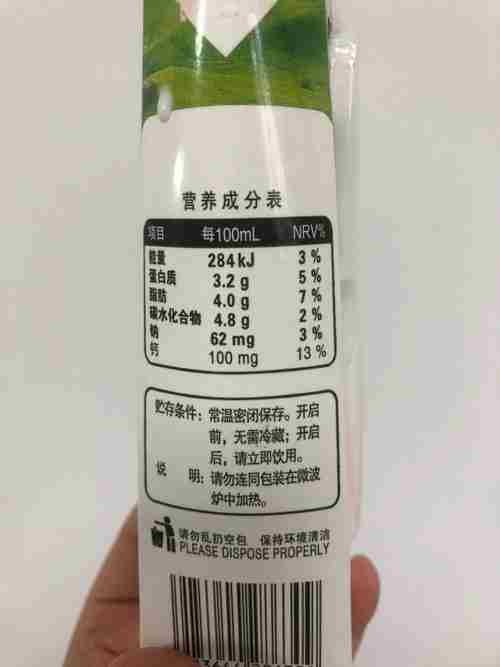 营养成分表
项目 每100mL NRV%
能量 284kJ 3%
蛋白质 3.2 g 5%
脂肪 4.0 g 7%
碳水化合物 4.8 g 2%
钠 62 mg 3%
钙 100 mg 13%
贮存条件：常温密闭保存。开启
前，无需冷藏；开启
后，请立即饮用。
说 明：请勿连同包装在微波
炉中加热。
请勿乱扔空包 保持环境清洁
PLEASE DISPOSE PROPERLY